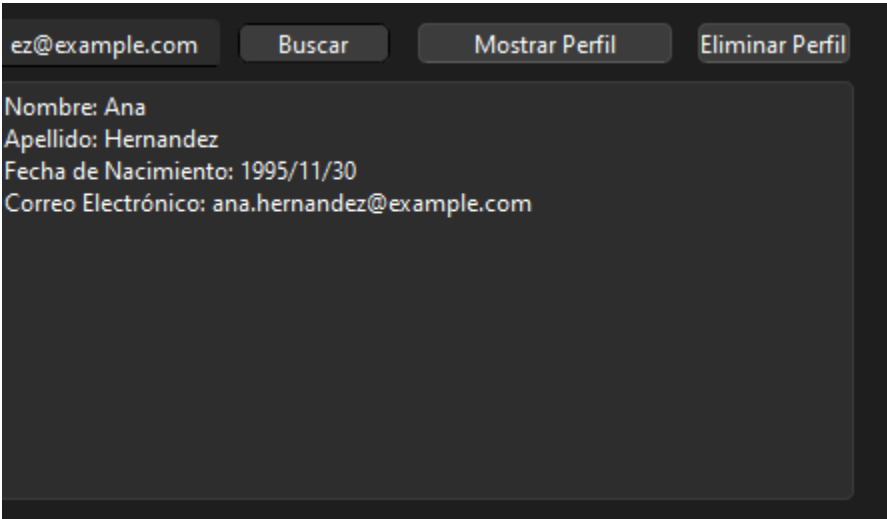 ez@example.com Buscar Mostrar Perfil Eliminar Perfil
Nombre: Ana
Apellido: Hernandez
Fecha de Nacimiento: 1995/11/30
Correo Electrónico: ana.hernandez@example.com